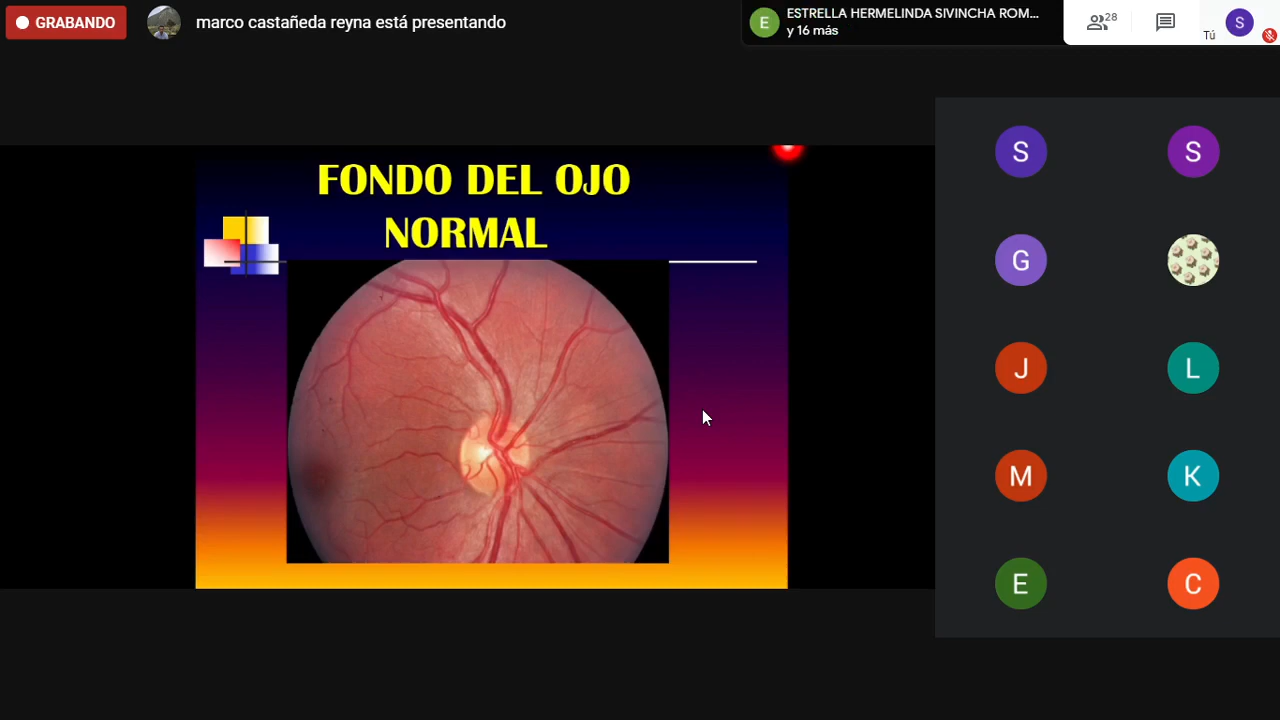 GRABANDO
marco castañeda reyna está presentando
ESTRELLA HERMELINDA SIVINCHA ROM...
y 16 más
28
Tú
S
FONDO DEL OJO
NORMAL
S
S
G
J
L
M
K
E
C
E